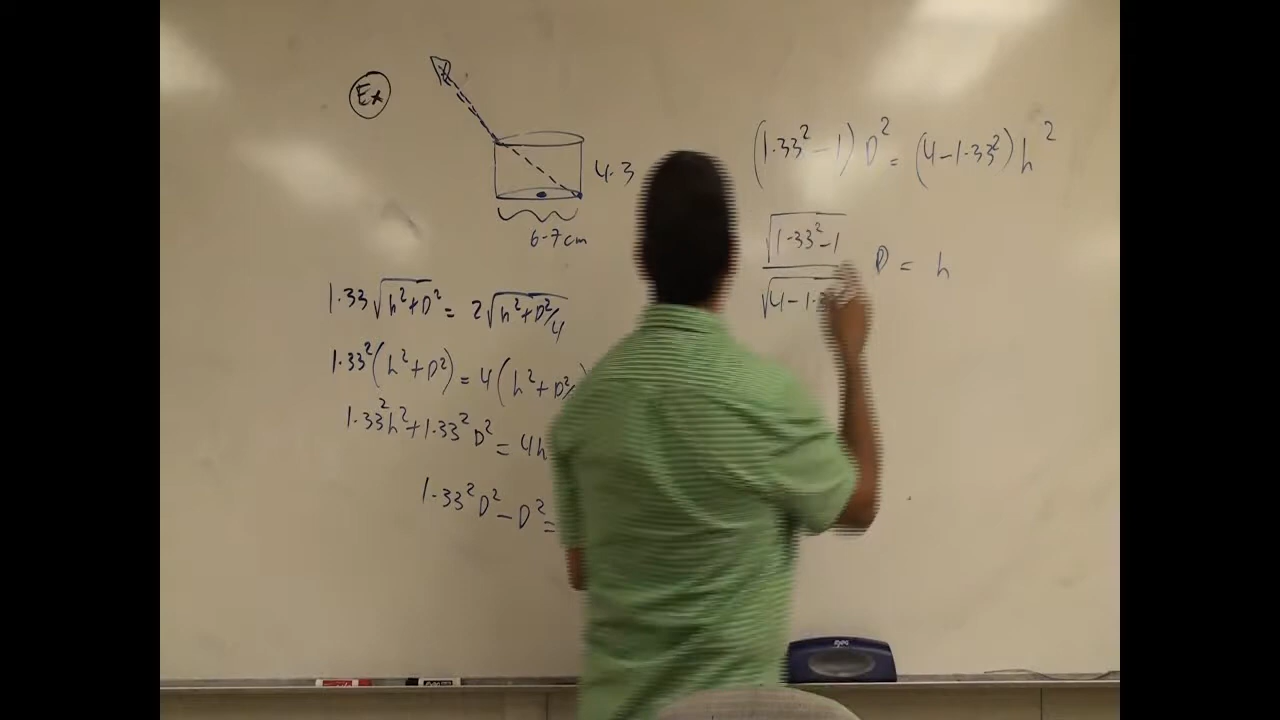 Ex
4.3
6.7cm
1.33√(h²+D²) = 2√(h²+D²/4)
1.33²(h²+D²) = 4(h²+D²/
1.33²h²+1.33²D² = 4h
1.33²D²-D² =
(1.33²-1)D² = (4-1.33²)h²
√(1.33²-1)
D = h
√(4-1.
EXPO